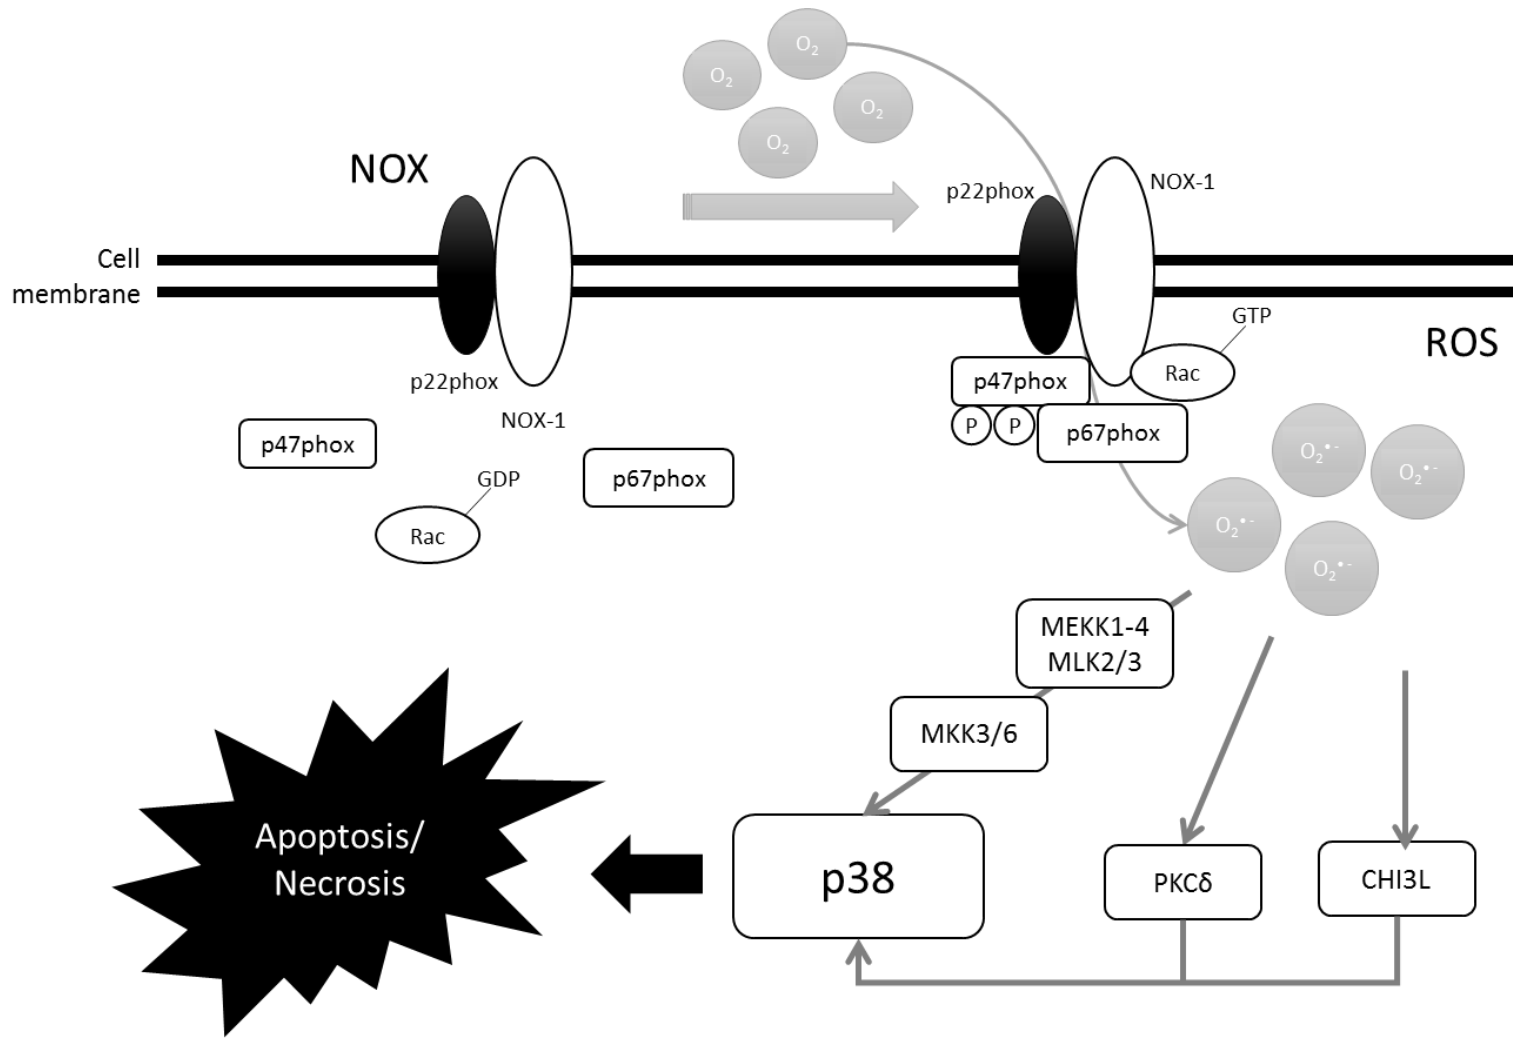 O2
O2
O2
O2
NOX
p22phox
NOX-1
Cell
membrane
GTP
ROS
p22phox
p47phox
Rac
NOX-1
P
P
p67phox
p47phox
GDP
p67phox
Rac
O2•-
O2•-
O2•-
O2•-
MEKK1-4
MLK2/3
MKK3/6
Apoptosis/
Necrosis
p38
PKCδ
CHI3L